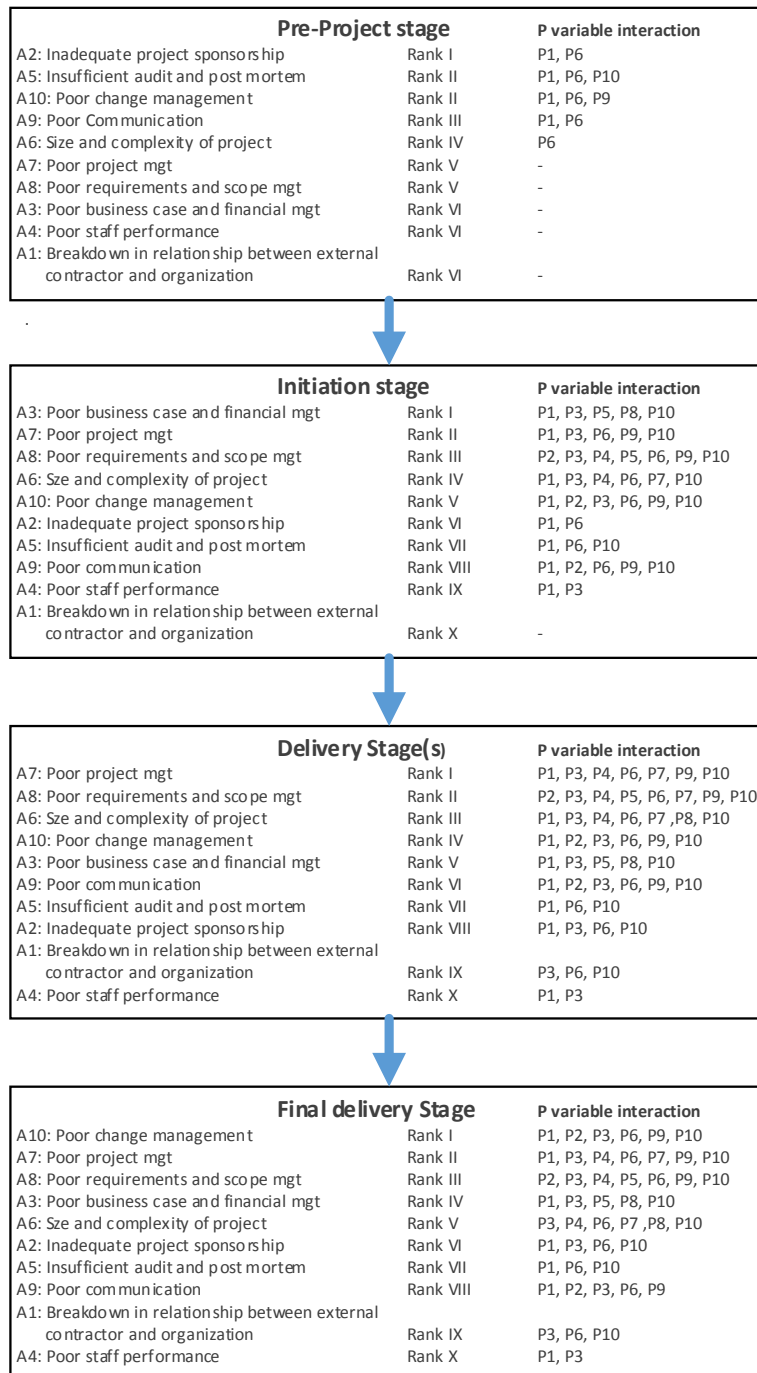 Pre-Project stage P variable interaction
A2: Inadequate project sponsorship Rank I P1, P6
A5: Insufficient audit and post mortem Rank II P1, P6, P10
A10: Poor change management Rank II P1, P6, P9
A9: Poor Communication Rank III P1, P6
A6: Size and complexity of project Rank IV P6
A7: Poor project mgt Rank V -
A8: Poor requirements and scope mgt Rank V -
A3: Poor business case and financial mgt Rank VI -
A4: Poor staff performance Rank VI -
A1: Breakdown in relationship between external
contractor and organization Rank VI -
.
Initiation stage P variable interaction
A3: Poor business case and financial mgt Rank I P1, P3, P5, P8, P10
A7: Poor project mgt Rank II P1, P3, P6, P9, P10
A8: Poor requirements and scope mgt Rank III P2, P3, P4, P5, P6, P9, P10
A6: Sze and complexity of project Rank IV P1, P3, P4, P6, P7, P10
A10: Poor change management Rank V P1, P2, P3, P6, P9, P10
A2: Inadequate project sponsorship Rank VI P1, P6
A5: Insufficient audit and post mortem Rank VII P1, P6, P10
A9: Poor communication Rank VIII P1, P2, P6, P9, P10
A4: Poor staff performance Rank IX P1, P3
A1: Breakdown in relationship between external
contractor and organization Rank X -
Delivery Stage(s) P variable interaction
A7: Poor project mgt Rank I P1, P3, P4, P6, P7, P9, P10
A8: Poor requirements and scope mgt Rank II P2, P3, P4, P5, P6, P7, P9, P10
A6: Sze and complexity of project Rank III P1, P3, P4, P6, P7 ,P8, P10
A10: Poor change management Rank IV P1, P2, P3, P6, P9, P10
A3: Poor business case and financial mgt Rank V P1, P3, P5, P8, P10
A9: Poor communication Rank VI P1, P2, P3, P6, P9, P10
A5: Insufficient audit and post mortem Rank VII P1, P6, P10
A2: Inadequate project sponsorship Rank VIII P1, P3, P6, P10
A1: Breakdown in relationship between external
contractor and organization Rank IX P3, P6, P10
A4: Poor staff performance Rank X P1, P3
Final delivery Stage P variable interaction
A10: Poor change management Rank I P1, P2, P3, P6, P9, P10
A7: Poor project mgt Rank II P1, P3, P4, P6, P7, P9, P10
A8: Poor requirements and scope mgt Rank III P2, P3, P4, P5, P6, P9, P10
A3: Poor business case and financial mgt Rank IV P1, P3, P5, P8, P10
A6: Sze and complexity of project Rank V P3, P4, P6, P7 ,P8, P10
A2: Inadequate project sponsorship Rank VI P1, P3, P6, P10
A5: Insufficient audit and post mortem Rank VII P1, P6, P10
A9: Poor communication Rank VIII P1, P2, P3, P6, P9
A1: Breakdown in relationship between external
contractor and organization Rank IX P3, P6, P10
A4: Poor staff performance Rank X P1, P3